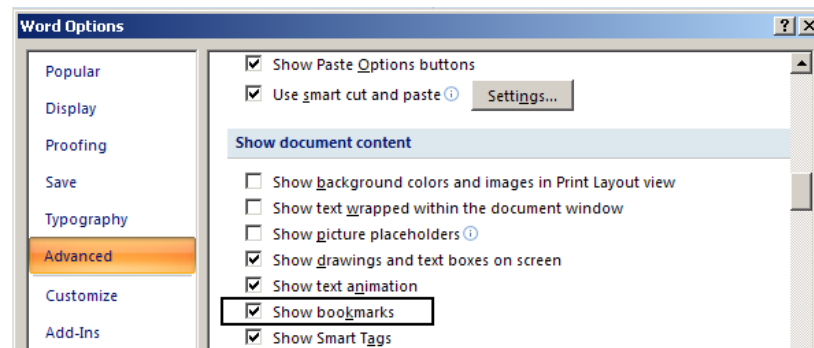 Word Options
Popular
Display
Proofing
Save
Typography
Advanced
Customize
Add-Ins
Show Paste Options buttons
Use smart cut and paste
Settings...
Show document content
Show background colors and images in Print Layout view
Show text wrapped within the document window
Show picture placeholders
Show drawings and text boxes on screen
Show text animation
Show bookmarks
Show Smart Tags